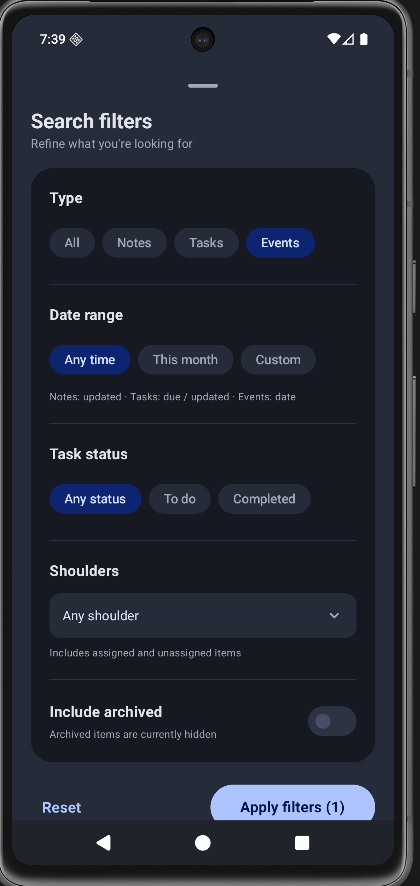 7:39
Search filters
Refine what you're looking for
Type
All Notes Tasks Events
Date range
Any time This month Custom
Notes: updated · Tasks: due / updated · Events: date
Task status
Any status To do Completed
Shoulders
Any shoulder
Includes assigned and unassigned items
Include archived
Archived items are currently hidden
Reset Apply filters (1)